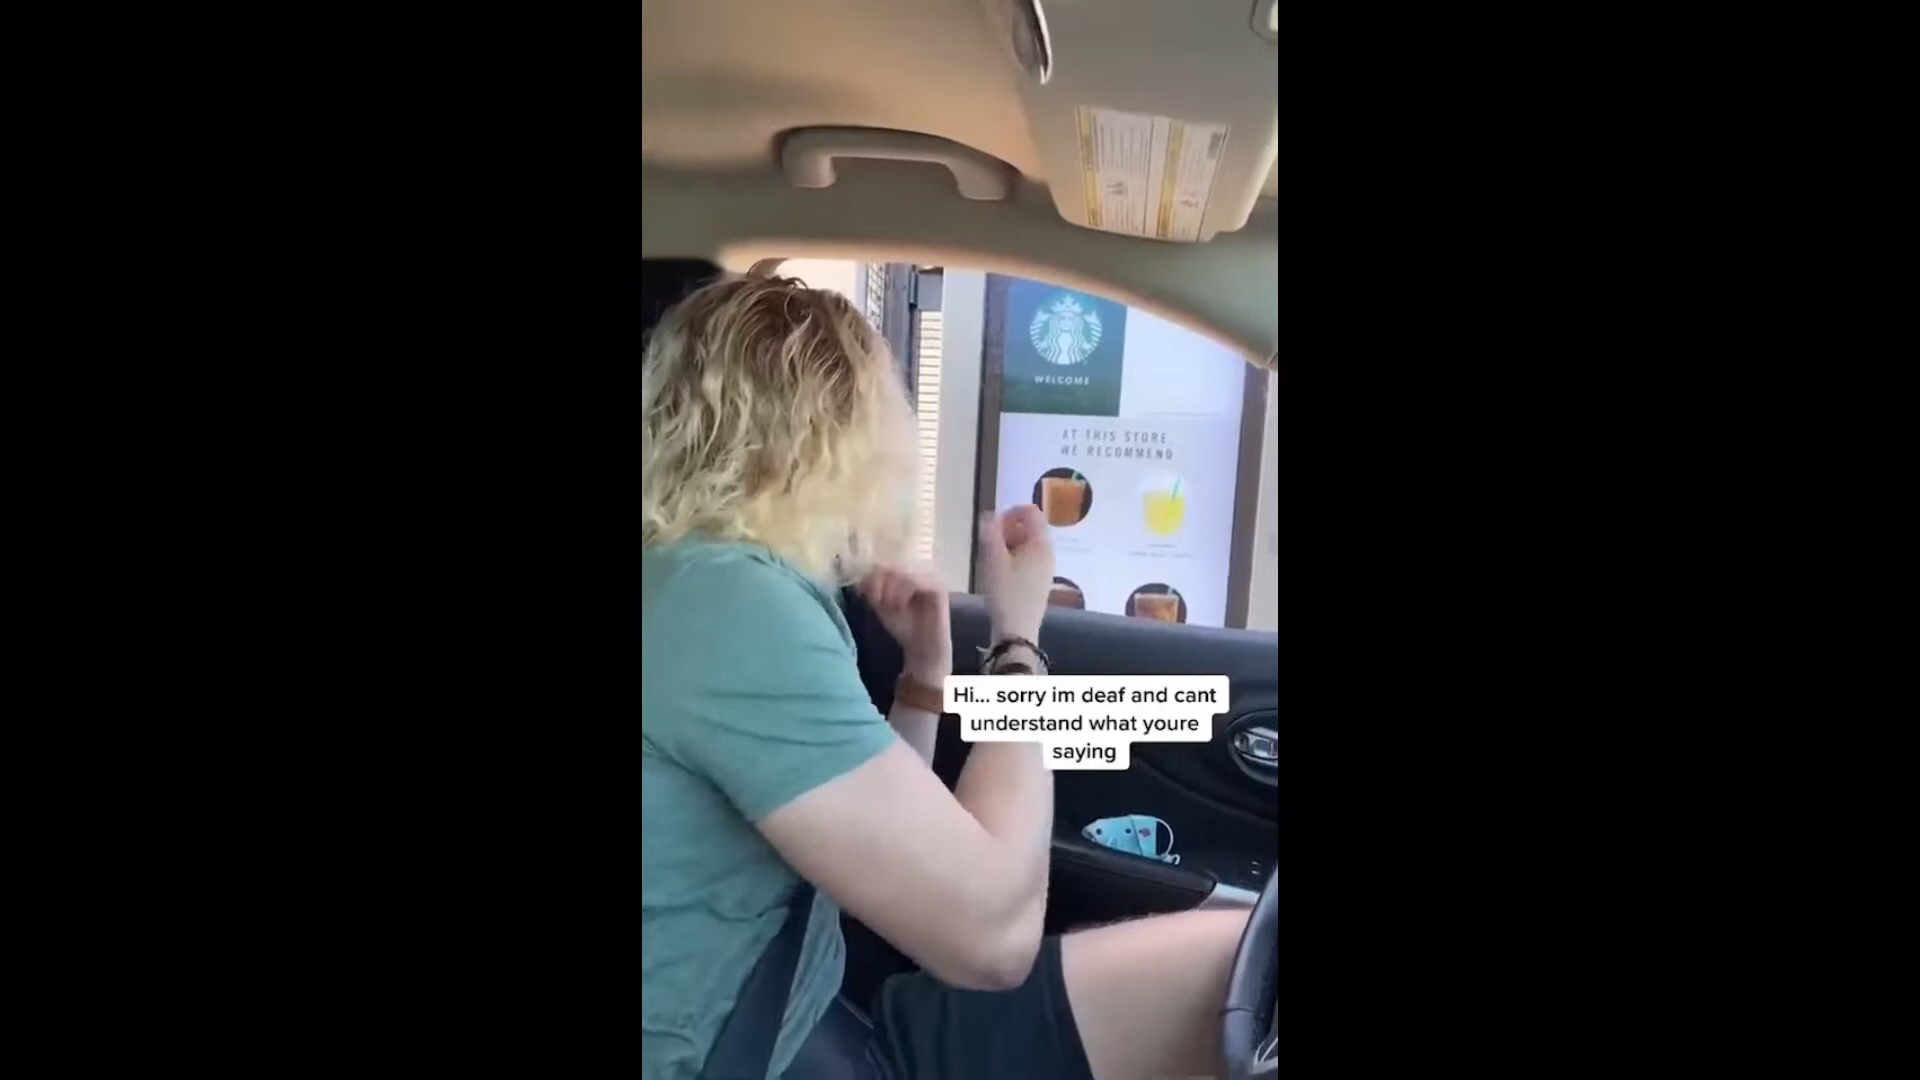 WELCOME
AT THIS STORE,
WE RECOMMEND
Hi... sorry im deaf and cant
understand what youre
saying